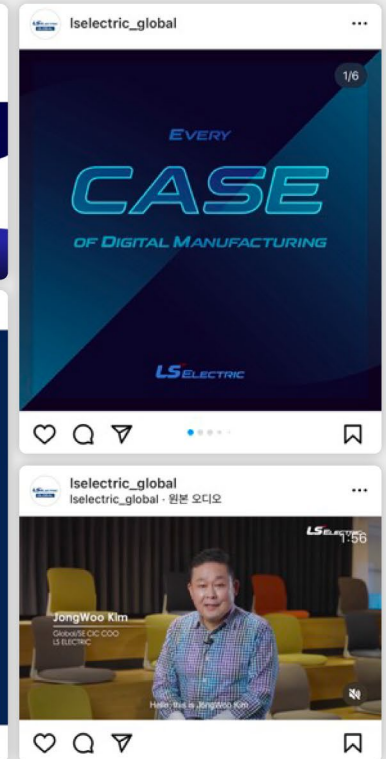 lselectric_global
1/6
EVERY
CASE
OF DIGITAL MANUFACTURING
LS ELECTRIC
lselectric_global
lselectric_global · 원본 오디오
LS ELECTRIC
1:56
JongWoo Kim
Global/SE CIC COO
LS ELECTRIC
Hello, this is JongWoo Kim